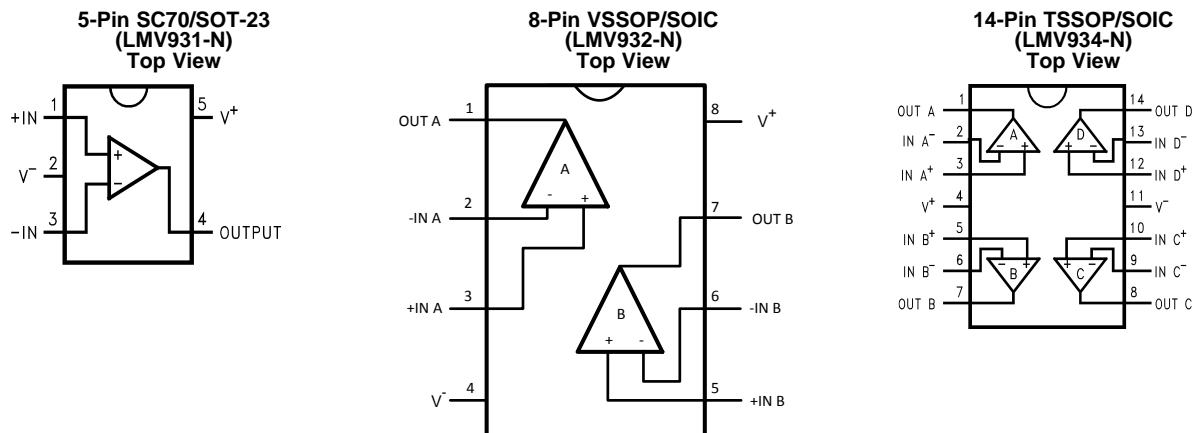 5-Pin SC70/SOT-23
(LMV931-N)
Top View
+IN
1
5
V+
+
V-
2
−
3
−IN
4
OUTPUT
8-Pin VSSOP/SOIC
(LMV932-N)
Top View
OUT A
1
8
V+
A
-
+
2
-IN A
7
OUT B
3
+IN A
6
-IN B
B
+
-
4
V-
5
+IN B
14-Pin TSSOP/SOIC
(LMV934-N)
Top View
OUT A
1
14
OUT D
A
D
IN A-
2
13
IN D-
−
+
+
−
IN A+
3
12
IN D+
V+
4
11
V-
IN B+
5
10
IN C+
−
+
+
−
IN B-
6
9
IN C-
B
C
OUT B
7
8
OUT C